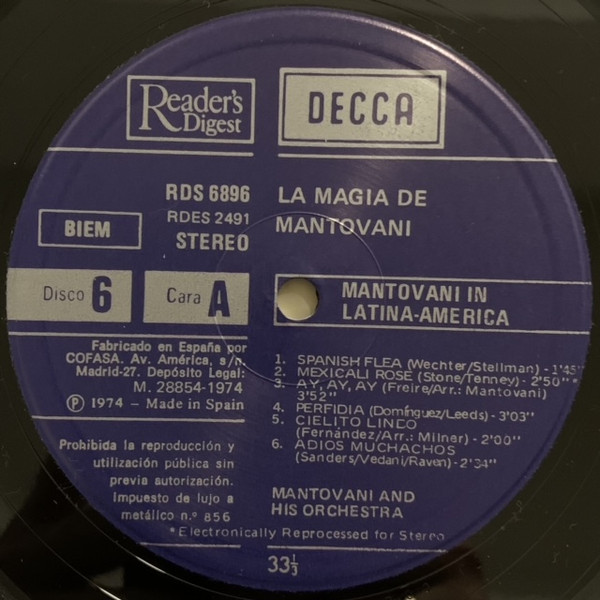 Reader's
Digest
DECCA
RDS 6896
RDES 2491
STEREO
BIEM
LA MAGIA DE
MANTOVANI
Disco 6
Cara A
MANTOVANI IN
LATINA-AMERICA
Fabricado en España por
COFASA. Av. América, s/n.
Madrid-27. Depósito Legal:
M. 28854-1974
Ⓟ 1974 - Made in Spain
Prohibida la reproducción y
utilización pública sin
previa autorización.
Impuesto de lujo a
metálico n.º 856
1. SPANISH FLEA (Wechter/Stellman) - 1'45"
2. MEXICALI ROSE (Stone/Tenney) - 2'50" *
3. AY, AY, AY (Freire/Arr.: Mantovani)
3'52"
4. PERFIDIA (Domínguez/Leeds) - 3'03"
5. CIELITO LINDO
(Fernández/Arr.: Milner) - 2'00"
6. ADIOS MUCHACHOS
(Sanders/Vedani/Raven) - 2'34"
MANTOVANI AND
HIS ORCHESTRA
* Electronically Reprocessed for Stereo
33⅓